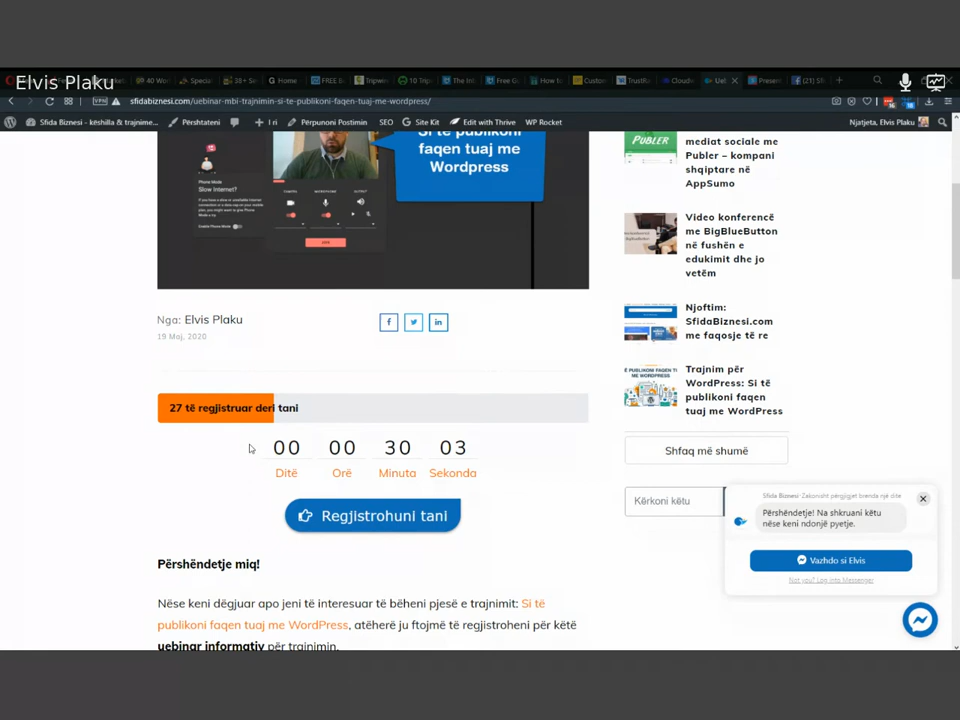 Elvis Plaku
sfidabiznesi.com/uebinar-mbi-trajnimin-si-te-publikoni-faqen-tuaj-me-wordpress/
Sfida Biznesi – këshilla & trajnime...
Përshtateni
I ri
Përpunoni Postimin
SEO
Site Kit
Edit with Thrive
WP Rocket
Njatjeta, Elvis Plaku
Si të publikoni
faqen tuaj me
Wordpress
Phone Mode
Slow Internet?
Enable Phone Mode
CAMERA
MICROPHONE
OUTPUT
Nga: Elvis Plaku
19 Maj, 2020
27 të regjistruar deri tani
00 00 30 03
Ditë Orë Minuta Sekonda
Regjistrohuni tani
Përshëndetje miq!
Nëse keni dëgjuar apo jeni të interesuar të bëheni pjesë e trajnimit: Si të
publikoni faqen tuaj me WordPress, atëherë ju ftojmë të regjistroheni për këtë
uebinar informativ për trajnimin.
PUBLER
mediat sociale me
Publer – kompani
shqiptare në
AppSumo
Video konferencë
me BigBlueButton
në fushën e
edukimit dhe jo
vetëm
Njoftim:
SfidaBiznesi.com
me faqosje të re
Trajnim për
WordPress: Si të
publikoni faqen
tuaj me WordPress
Shfaq më shumë
Kërkoni këtu
Sfida Biznesi· Zakonisht përgjigjet brenda një dite
Përshëndetje! Na shkruani këtu
nëse keni ndonjë pyetje.
Vazhdo si Elvis
Not you? Log into Messenger